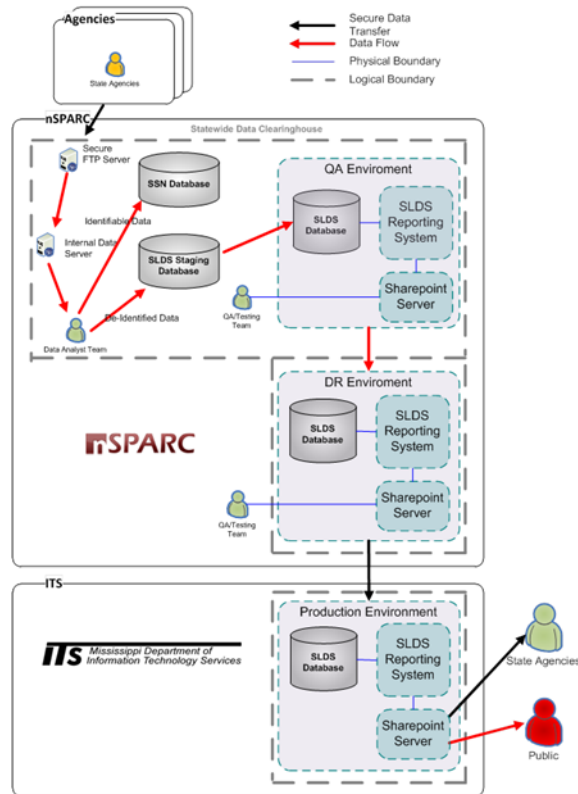 Agencies
State Agencies
Secure Data
Transfer
Data Flow
Physical Boundary
Logical Boundary
nSPARC
Statewide Data Clearinghouse
Secure
FTP Server
SSN Database
Identifiable Data
Internal Data
Server
SLDS Staging
Database
De-Identified Data
Data Analyst Team
QA Enviroment
SLDS
Database
SLDS
Reporting
System
Sharepoint
Server
QA/Testing
Team
DR Enviroment
SLDS
Database
SLDS
Reporting
System
Sharepoint
Server
QA/Testing
Team
nSPARC
ITS
Production Environment
ITS
Mississippi Department of
Information Technology Services
SLDS
Database
SLDS
Reporting
System
Sharepoint
Server
State Agencies
Public